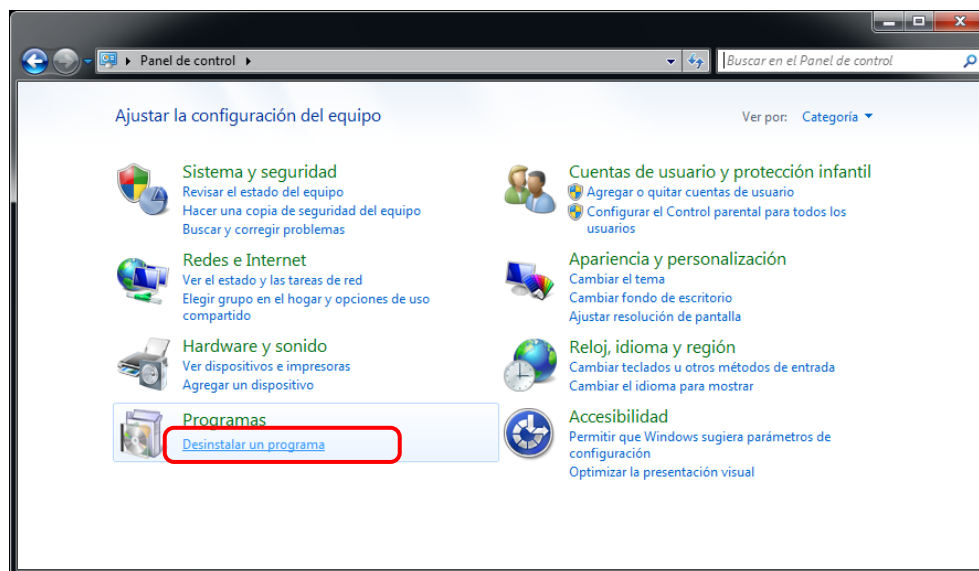 Panel de control
Buscar en el Panel de control
Ajustar la configuración del equipo
Ver por: Categoría
Sistema y seguridad
Revisar el estado del equipo
Hacer una copia de seguridad del equipo
Buscar y corregir problemas
Redes e Internet
Ver el estado y las tareas de red
Elegir grupo en el hogar y opciones de uso
compartido
Hardware y sonido
Ver dispositivos e impresoras
Agregar un dispositivo
Programas
Desinstalar un programa
Cuentas de usuario y protección infantil
Agregar o quitar cuentas de usuario
Configurar el Control parental para todos los
usuarios
Apariencia y personalización
Cambiar el tema
Cambiar fondo de escritorio
Ajustar resolución de pantalla
Reloj, idioma y región
Cambiar teclados u otros métodos de entrada
Cambiar el idioma para mostrar
Accesibilidad
Permitir que Windows sugiera parámetros de
configuración
Optimizar la presentación visual